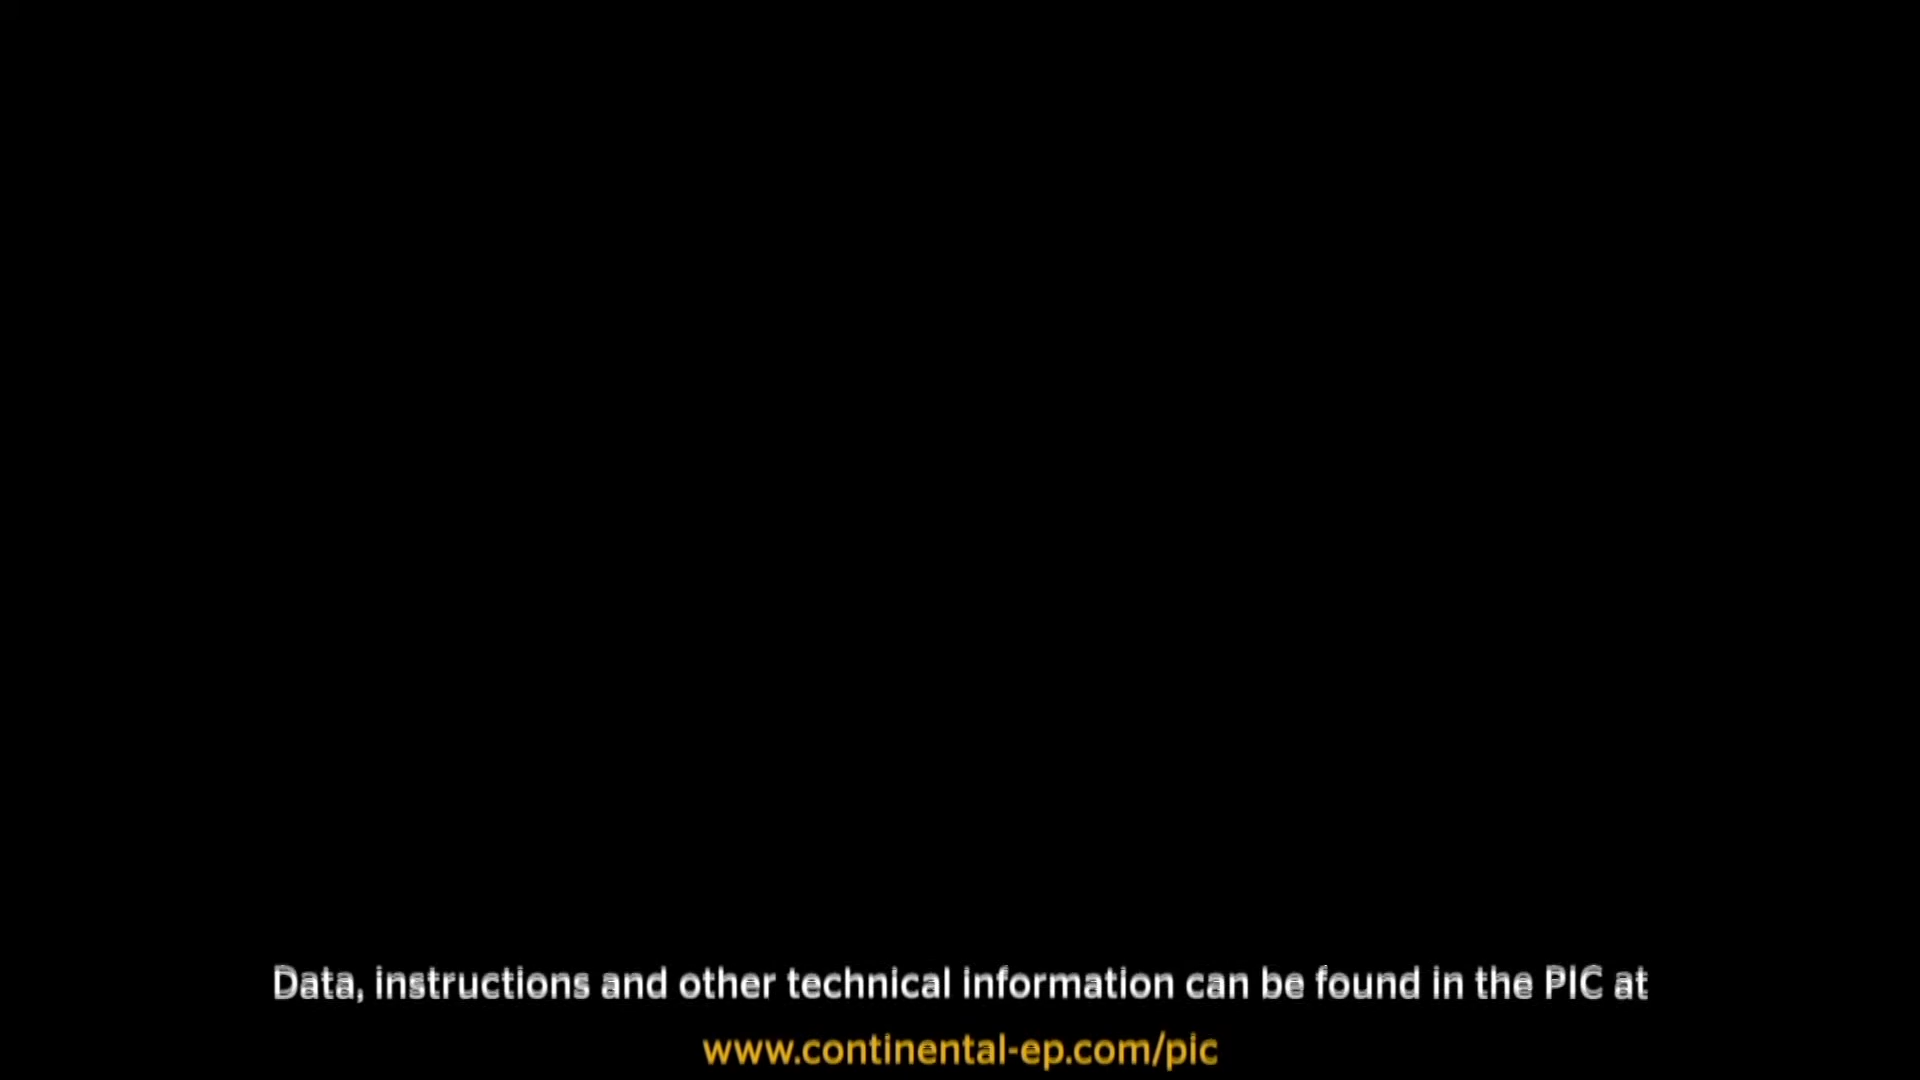 Data, instructions and other technical information can be found in the PIC at
www.continental-ep.com/pic